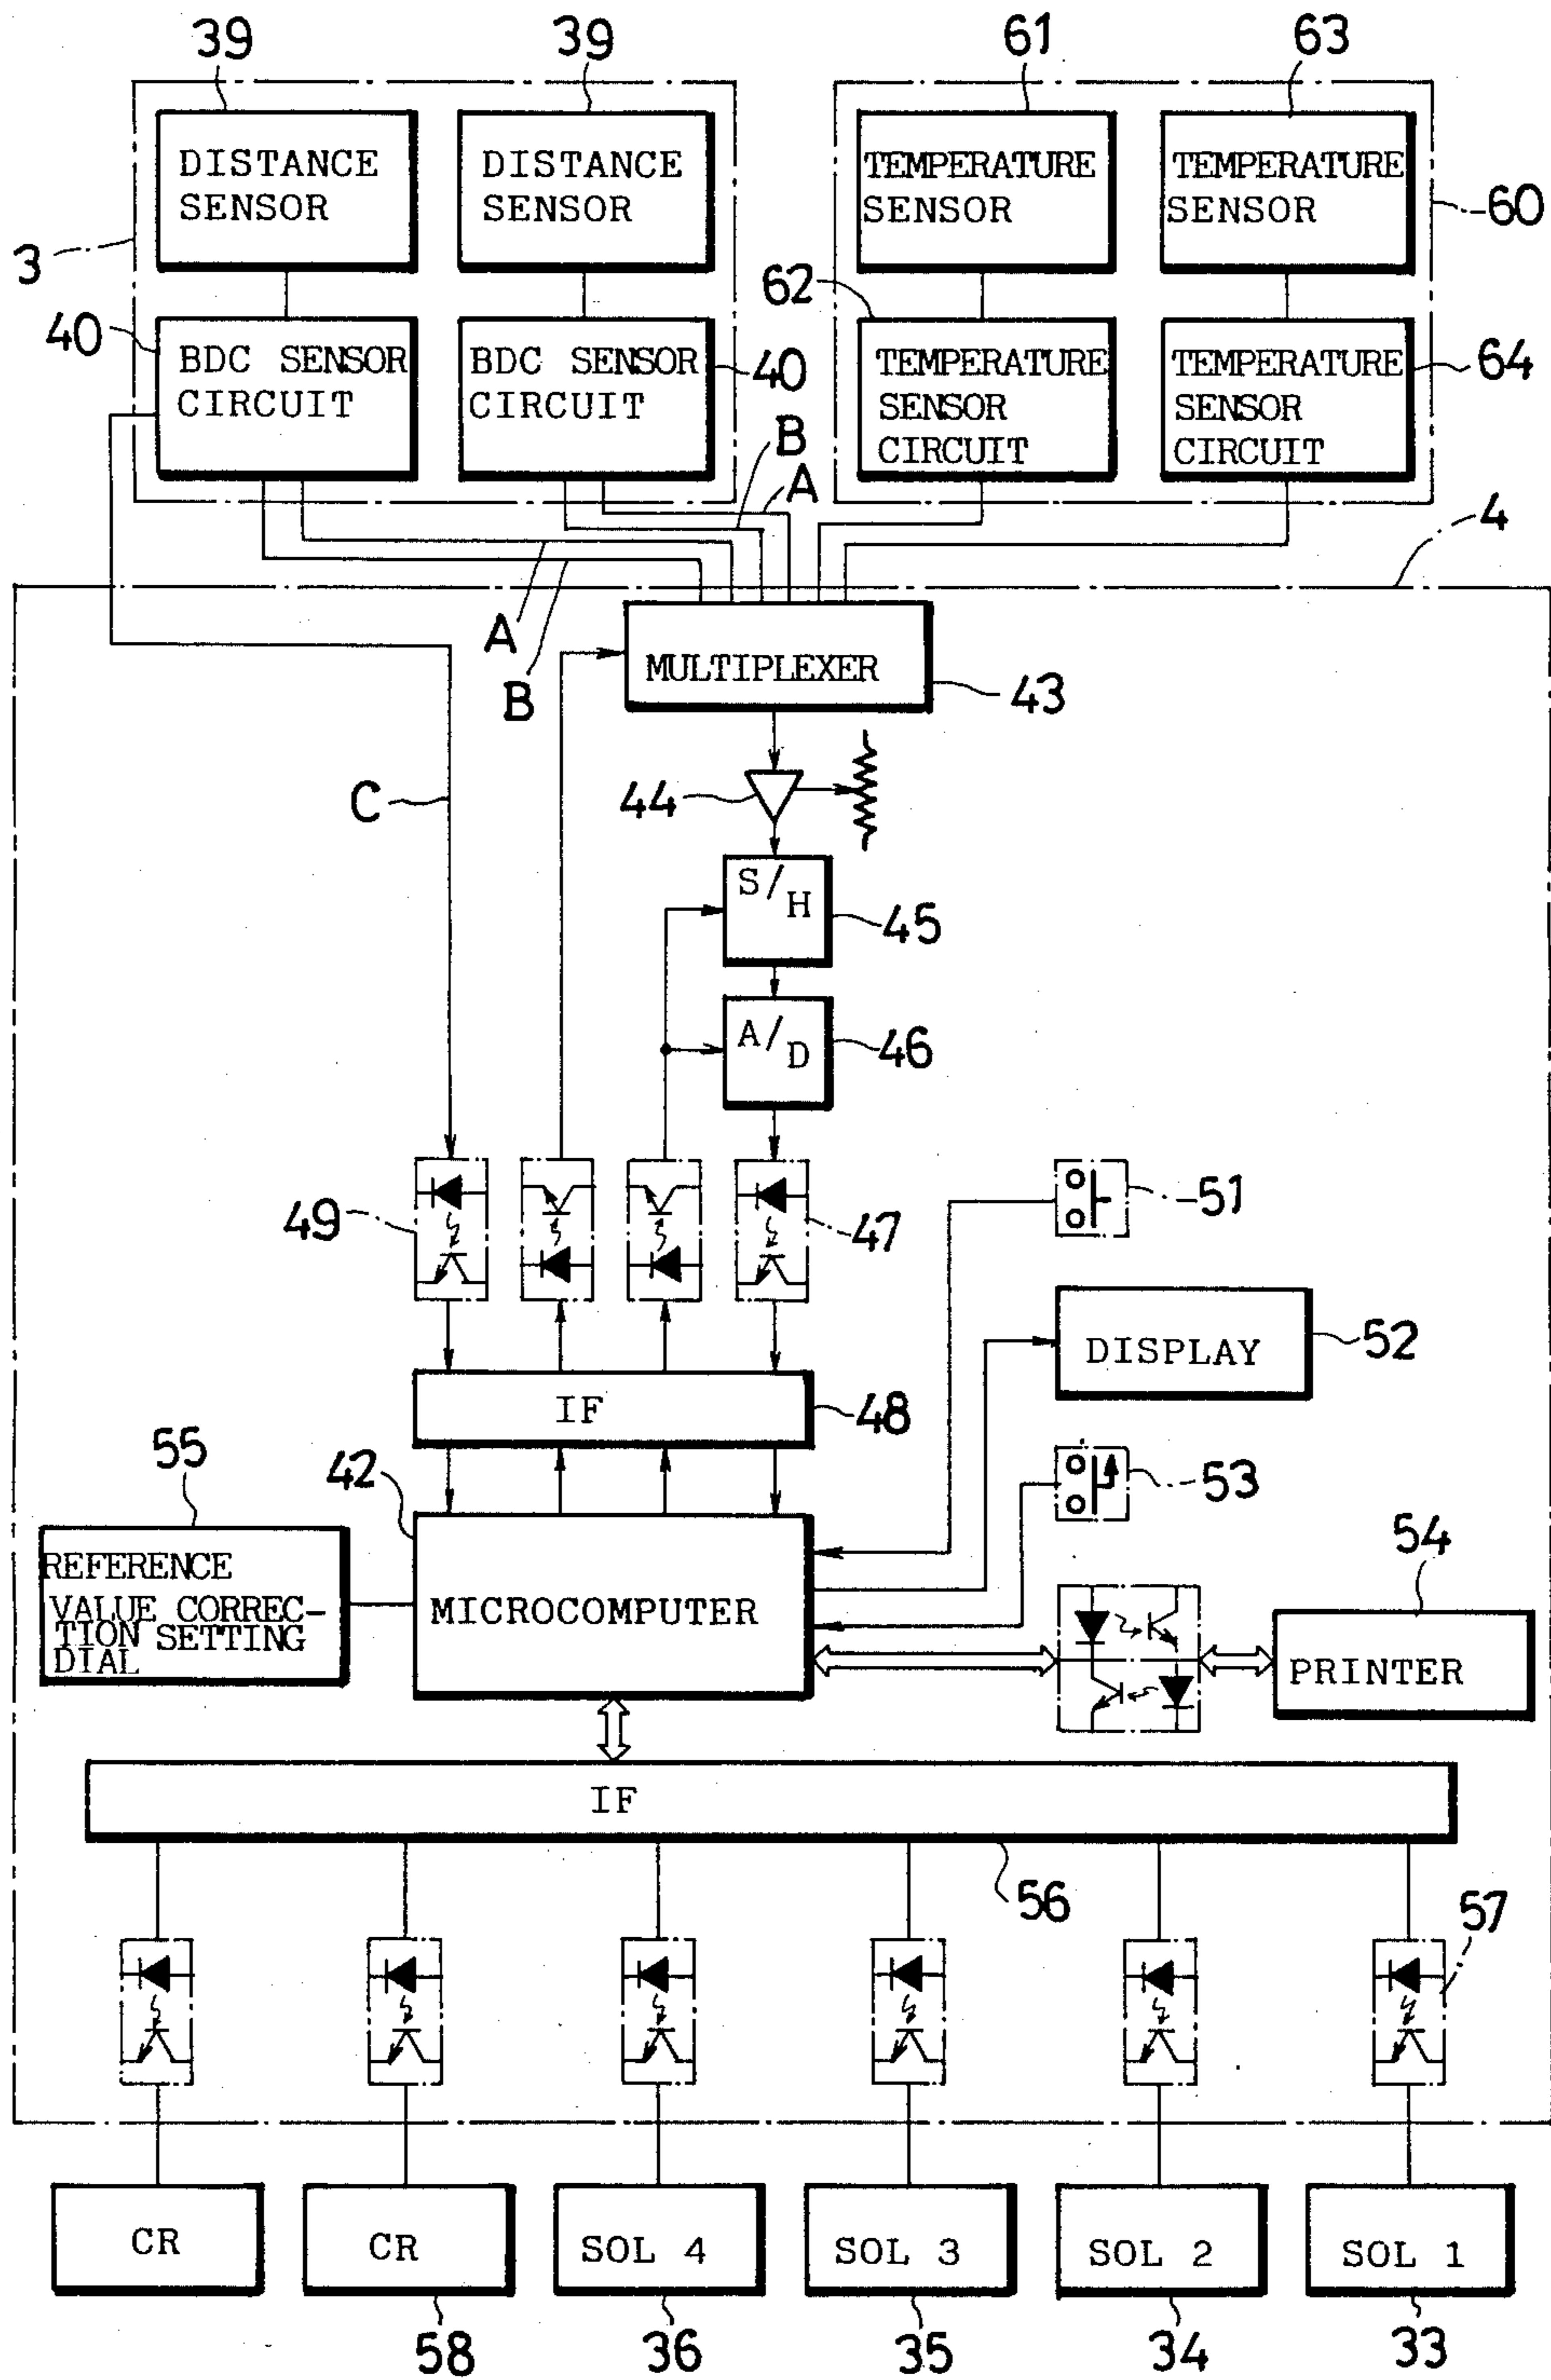 39
39
61
63
DISTANCE
SENSOR
DISTANCE
SENSOR
TEMPERATURE
SENSOR
TEMPERATURE
SENSOR
60
3
62
40
BDC SENSOR
CIRCUIT
BDC SENSOR
CIRCUIT
40
TEMPERATURE
SENSOR
CIRCUIT
TEMPERATURE
SENSOR
CIRCUIT
64
B
A
4
A
B
MULTIPLEXER
43
C
44
S/H
45
A/D
46
49
47
51
DISPLAY
52
IF
48
55
42
53
54
REFERENCE
VALUE CORREC-
TION SETTING
DIAL
MICROCOMPUTER
PRINTER
IF
56
57
CR
CR
SOL 4
SOL 3
SOL 2
SOL 1
58
36
35
34
33